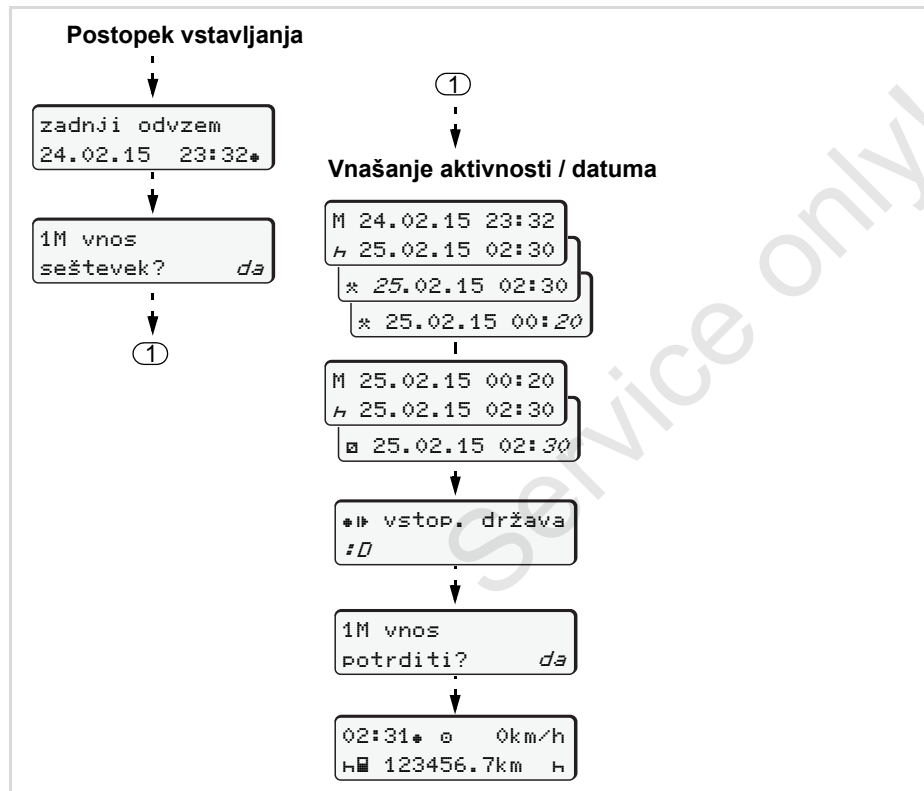 Postopek vstavljanja
zadnji odvzem
24.02.15 23:32
1M vnos
seštevek? da
1
1
Vnašanje aktivnosti / datuma
M 24.02.15 23:32
25.02.15 02:30
25.02.15 02:30
25.02.15 00:20
M 25.02.15 00:20
25.02.15 02:30
25.02.15 02:30
vstop. država
:D
1M vnos
potrditi? da
02:31 0km/h
123456.7km
Service only!